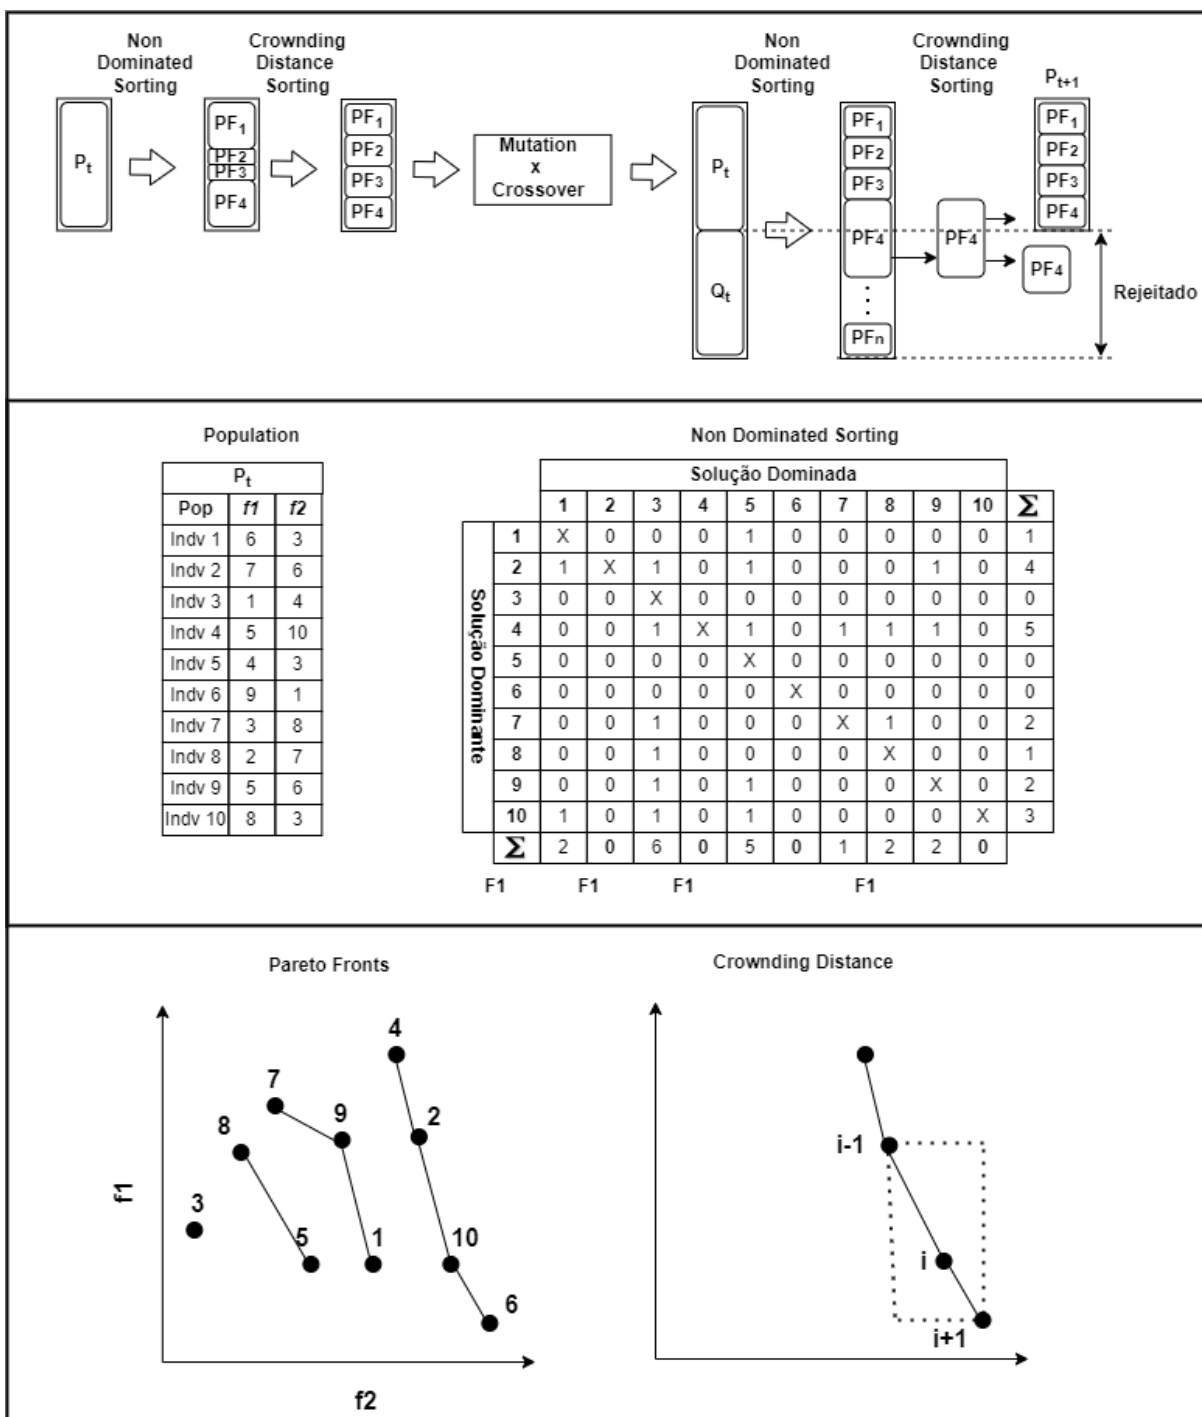 Non
Dominated
Sorting
Crownding
Distance
Sorting
Non
Dominated
Sorting
Crownding
Distance
Sorting
Pt+1
Pt
PF1
PF2
PF3
PF4
PF1
PF2
PF3
PF4
Mutation
x
Crossover
Pt
Qt
PF1
PF2
PF3
PF4
PFn
PF4
PF1
PF2
PF3
PF4
PF4
Rejeitado
Population
Pt
Pop f1 f2
Indv 1 6 3
Indv 2 7 6
Indv 3 1 4
Indv 4 5 10
Indv 5 4 3
Indv 6 9 1
Indv 7 3 8
Indv 8 2 7
Indv 9 5 6
Indv 10 8 3
Non Dominated Sorting
Solução Dominada
1 2 3 4 5 6 7 8 9 10 Σ
Solução Dominante
1 X 0 0 0 1 0 0 0 0 0 1
2 1 X 1 0 1 0 0 0 1 0 4
3 0 0 X 0 0 0 0 0 0 0 0
4 0 0 1 X 1 0 1 1 1 0 5
5 0 0 0 0 X 0 0 0 0 0 0
6 0 0 0 0 0 X 0 0 0 0 0
7 0 0 1 0 0 0 X 1 0 0 2
8 0 0 1 0 0 0 0 X 0 0 1
9 0 0 1 0 1 0 0 0 X 0 2
10 1 0 1 0 1 0 0 0 0 X 3
Σ 2 0 6 0 5 0 1 2 2 0
F1 F1 F1 F1
Pareto Fronts
f1
f2
4
7
9
2
8
3
5
1
10
6
Crownding Distance
i-1
i
i+1